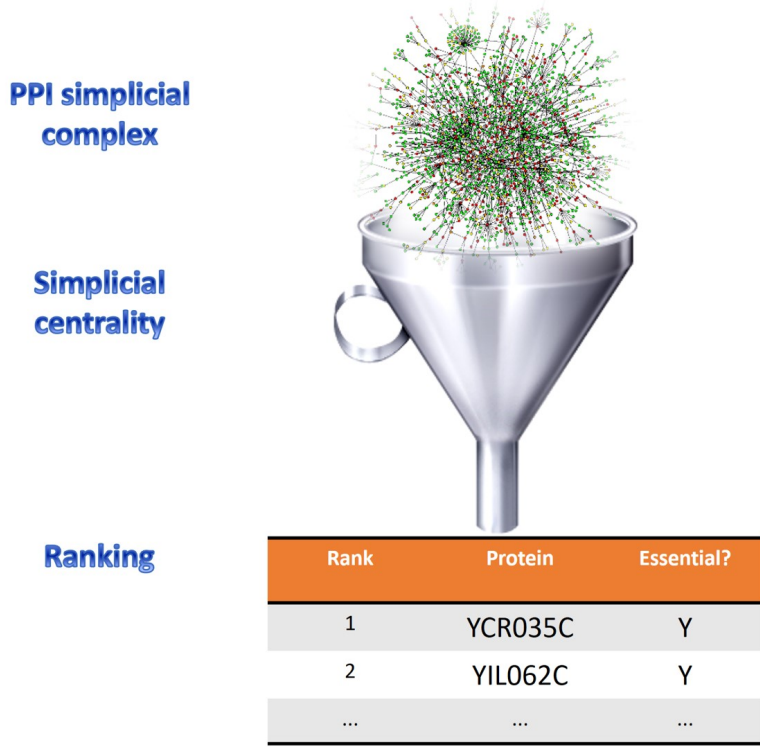 PPI simplicial
complex
Simplicial
centrality
Ranking
Rank Protein Essential?
1 YCR035C Y
2 YIL062C Y
... ... ...